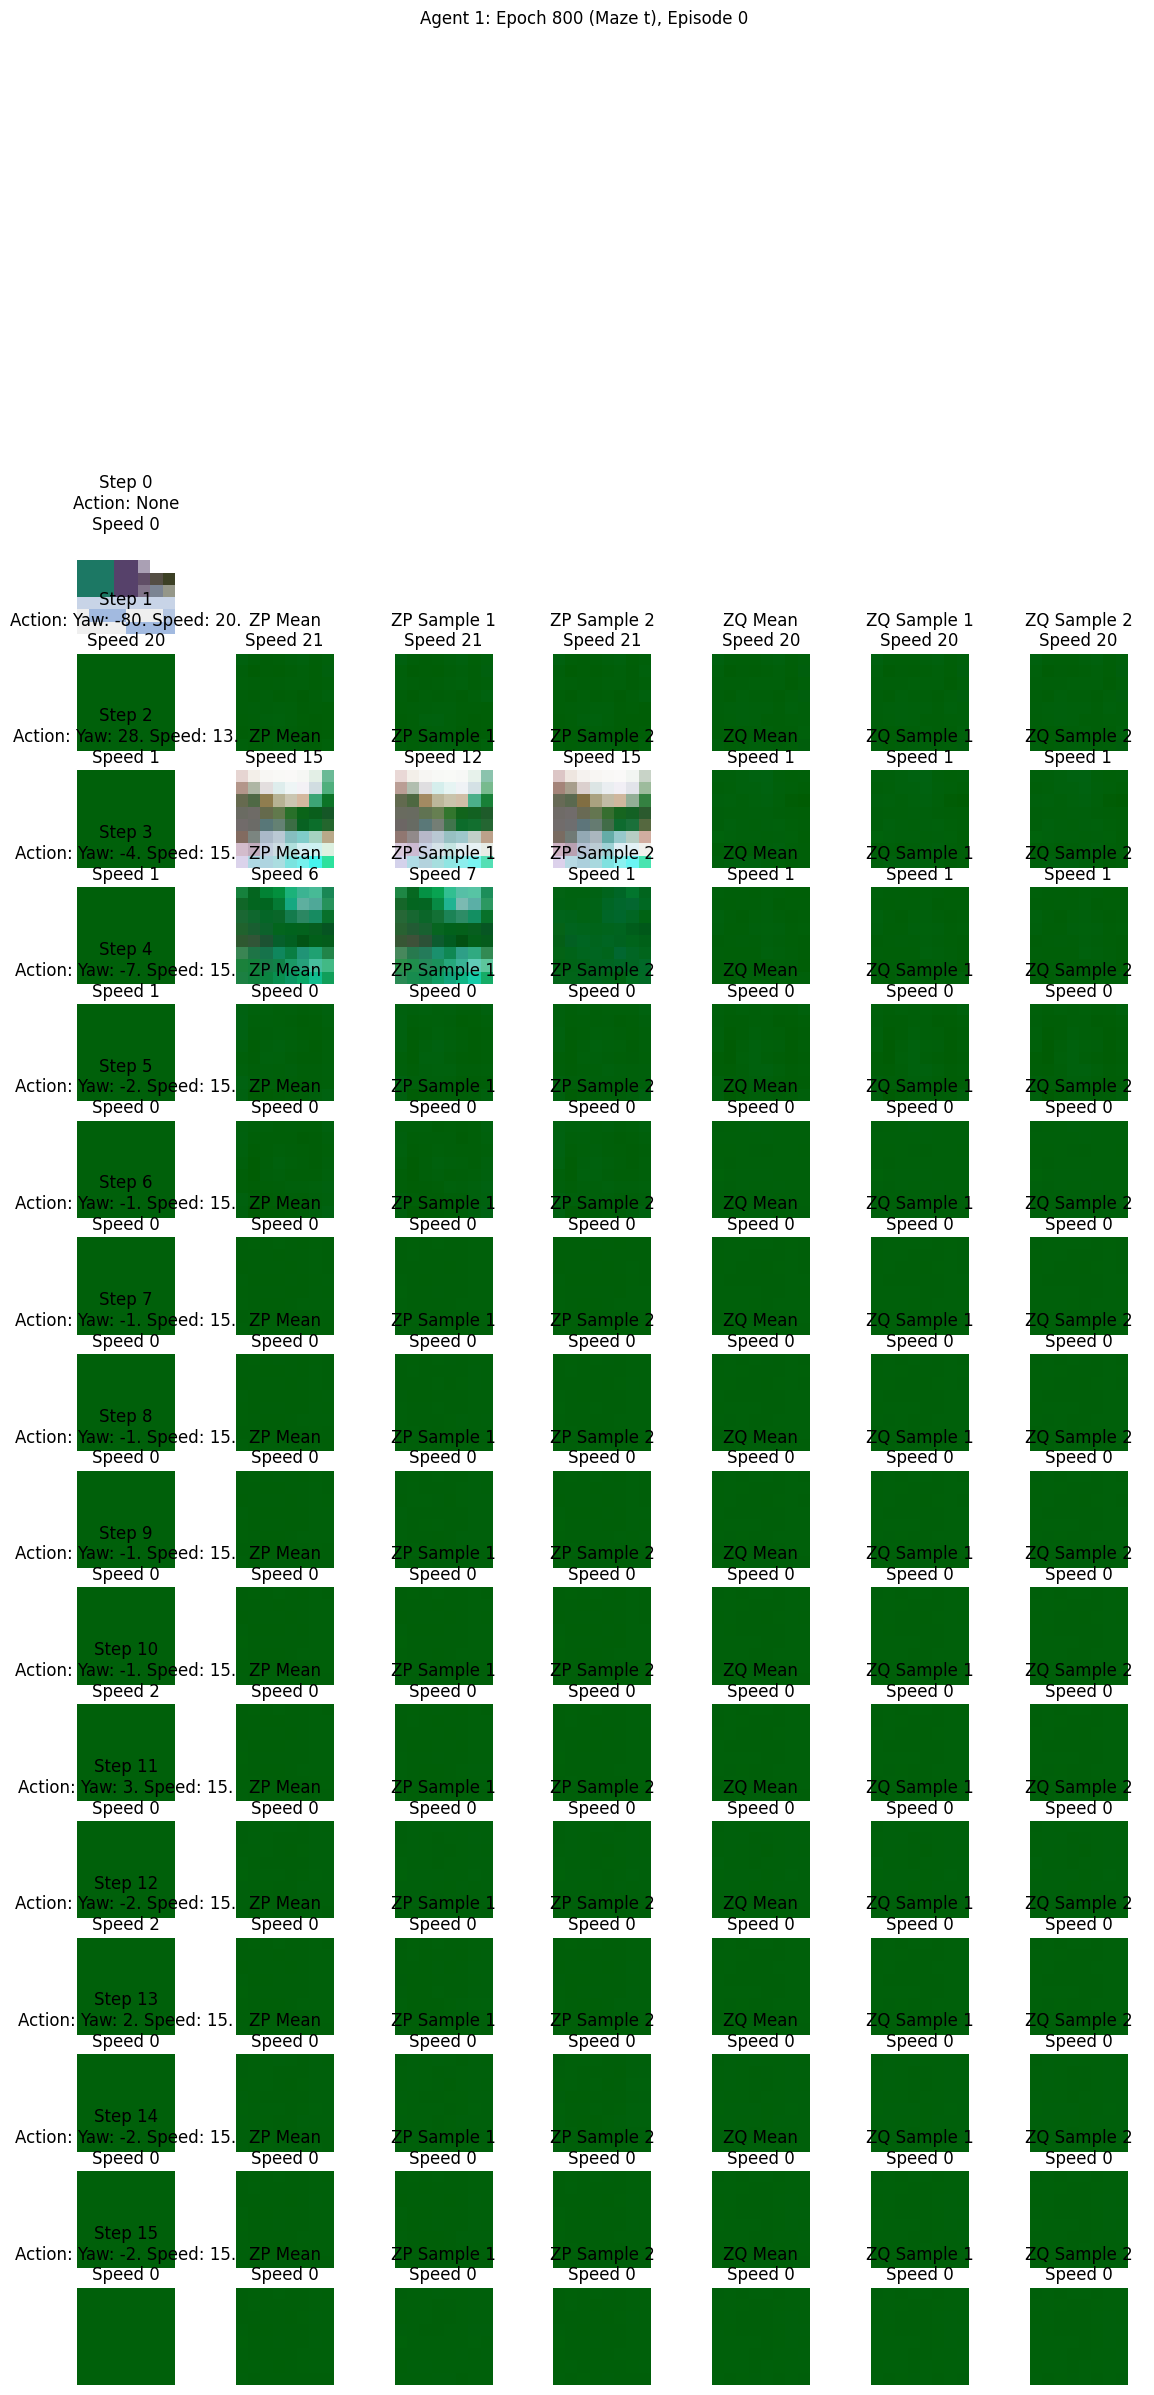 Agent 1: Epoch 800 (Maze t), Episode 0
Step 0
Action: None
Speed 0
Step 1
Action: Yaw: -80. Speed: 20. ZP Mean ZP Sample 1 ZP Sample 2 ZQ Mean ZQ Sample 1 ZQ Sample 2
Speed 20 Speed 21 Speed 21 Speed 21 Speed 20 Speed 20 Speed 20
Step 2
Action: Yaw: 28. Speed: 13. ZP Mean ZP Sample 1 ZP Sample 2 ZQ Mean ZQ Sample 1 ZQ Sample 2
Speed 1 Speed 15 Speed 12 Speed 15 Speed 1 Speed 1 Speed 1
Step 3
Action: Yaw: -4. Speed: 15. ZP Mean ZP Sample 1 ZP Sample 2 ZQ Mean ZQ Sample 1 ZQ Sample 2
Speed 1 Speed 6 Speed 7 Speed 1 Speed 1 Speed 1 Speed 1
Step 4
Action: Yaw: -7. Speed: 15. ZP Mean ZP Sample 1 ZP Sample 2 ZQ Mean ZQ Sample 1 ZQ Sample 2
Speed 1 Speed 0 Speed 0 Speed 0 Speed 0 Speed 0 Speed 0
Step 5
Action: Yaw: -2. Speed: 15. ZP Mean ZP Sample 1 ZP Sample 2 ZQ Mean ZQ Sample 1 ZQ Sample 2
Speed 0 Speed 0 Speed 0 Speed 0 Speed 0 Speed 0 Speed 0
Step 6
Action: Yaw: -1. Speed: 15. ZP Mean ZP Sample 1 ZP Sample 2 ZQ Mean ZQ Sample 1 ZQ Sample 2
Speed 0 Speed 0 Speed 0 Speed 0 Speed 0 Speed 0 Speed 0
Step 7
Action: Yaw: -1. Speed: 15. ZP Mean ZP Sample 1 ZP Sample 2 ZQ Mean ZQ Sample 1 ZQ Sample 2
Speed 0 Speed 0 Speed 0 Speed 0 Speed 0 Speed 0 Speed 0
Step 8
Action: Yaw: -1. Speed: 15. ZP Mean ZP Sample 1 ZP Sample 2 ZQ Mean ZQ Sample 1 ZQ Sample 2
Speed 0 Speed 0 Speed 0 Speed 0 Speed 0 Speed 0 Speed 0
Step 9
Action: Yaw: -1. Speed: 15. ZP Mean ZP Sample 1 ZP Sample 2 ZQ Mean ZQ Sample 1 ZQ Sample 2
Speed 0 Speed 0 Speed 0 Speed 0 Speed 0 Speed 0 Speed 0
Step 10
Action: Yaw: -1. Speed: 15. ZP Mean ZP Sample 1 ZP Sample 2 ZQ Mean ZQ Sample 1 ZQ Sample 2
Speed 2 Speed 0 Speed 0 Speed 0 Speed 0 Speed 0 Speed 0
Step 11
Action: Yaw: 3. Speed: 15. ZP Mean ZP Sample 1 ZP Sample 2 ZQ Mean ZQ Sample 1 ZQ Sample 2
Speed 0 Speed 0 Speed 0 Speed 0 Speed 0 Speed 0 Speed 0
Step 12
Action: Yaw: -2. Speed: 15. ZP Mean ZP Sample 1 ZP Sample 2 ZQ Mean ZQ Sample 1 ZQ Sample 2
Speed 2 Speed 0 Speed 0 Speed 0 Speed 0 Speed 0 Speed 0
Step 13
Action: Yaw: 2. Speed: 15. ZP Mean ZP Sample 1 ZP Sample 2 ZQ Mean ZQ Sample 1 ZQ Sample 2
Speed 0 Speed 0 Speed 0 Speed 0 Speed 0 Speed 0 Speed 0
Step 14
Action: Yaw: -2. Speed: 15. ZP Mean ZP Sample 1 ZP Sample 2 ZQ Mean ZQ Sample 1 ZQ Sample 2
Speed 0 Speed 0 Speed 0 Speed 0 Speed 0 Speed 0 Speed 0
Step 15
Action: Yaw: -2. Speed: 15. ZP Mean ZP Sample 1 ZP Sample 2 ZQ Mean ZQ Sample 1 ZQ Sample 2
Speed 0 Speed 0 Speed 0 Speed 0 Speed 0 Speed 0 Speed 0